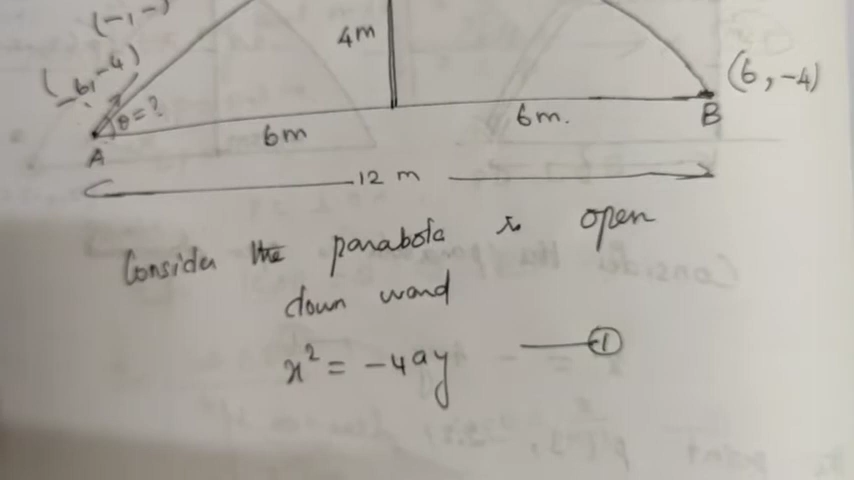 (-,-)
4m
(-6,-4)
(6,-4)
θ=?
6m
6m.
B
A
12 m
Consider the parabola is open
down ward
x² = -4ay ——①